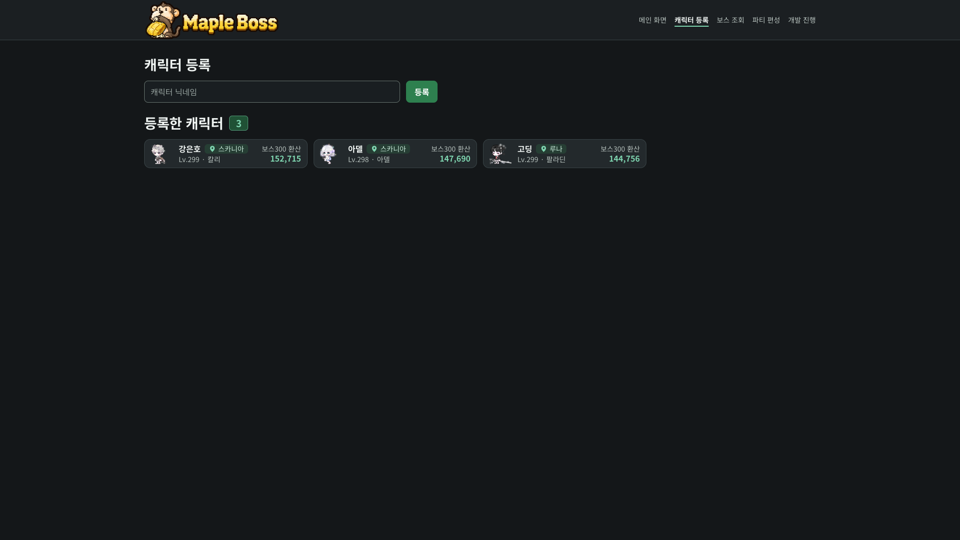 Maple Boss
메인 화면 캐릭터 등록 보스 조회 파티 편성 개발 진행
캐릭터 등록
캐릭터 닉네임 등록
등록한 캐릭터 3
강은호 스카니아 보스300 환산
Lv.299 · 칼리 152,715
아델 스카니아 보스300 환산
Lv.298 · 아델 147,690
고딩 루나 보스300 환산
Lv.299 · 팔라딘 144,756